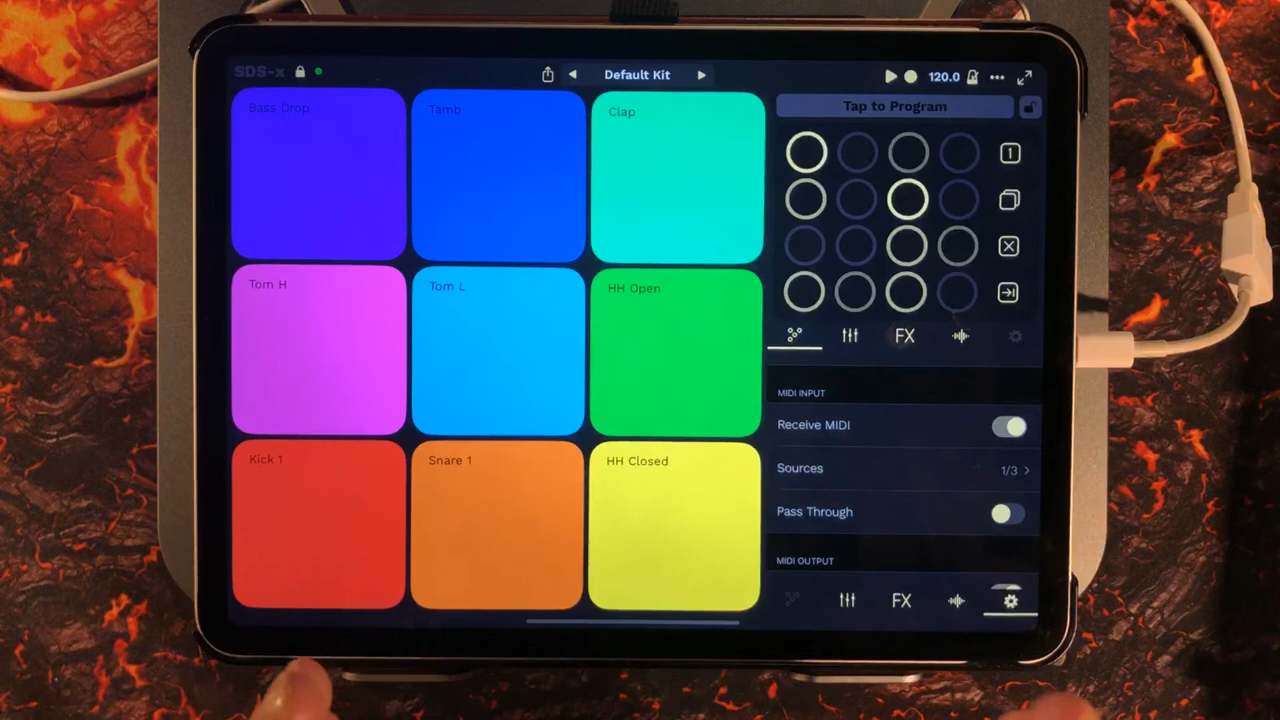 SDS-x
Default Kit
120.0
Bass Drop
Tamb
Clap
Tap to Program
1
Tom H
Tom L
HH Open
FX
MIDI INPUT
Receive MIDI
Sources
1/3
Pass Through
Kick 1
Snare 1
HH Closed
MIDI OUTPUT
FX